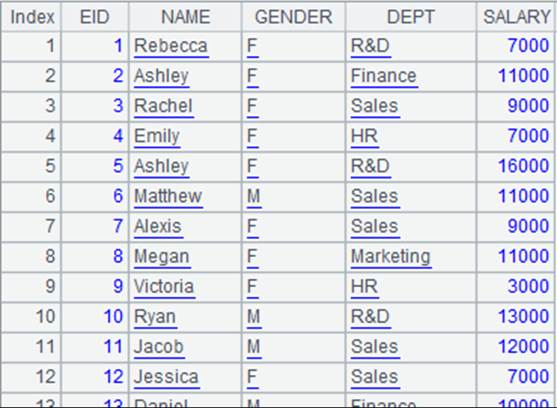 Index EID NAME GENDER DEPT SALARY
1 1 Rebecca F R&D 7000
2 2 Ashley F Finance 11000
3 3 Rachel F Sales 9000
4 4 Emily F HR 7000
5 5 Ashley F R&D 16000
6 6 Matthew M Sales 11000
7 7 Alexis F Sales 9000
8 8 Megan F Marketing 11000
9 9 Victoria F HR 3000
10 10 Ryan M R&D 13000
11 11 Jacob M Sales 12000
12 12 Jessica F Sales 7000
13 13 Daniel M Finance 10000